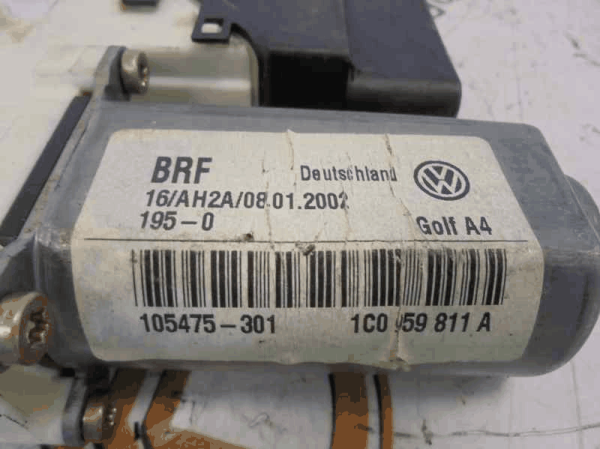 BRF Deutschland
16/AH2A/08.01.2002
195-0 Golf A4
105475-301 1C0 959 811 A